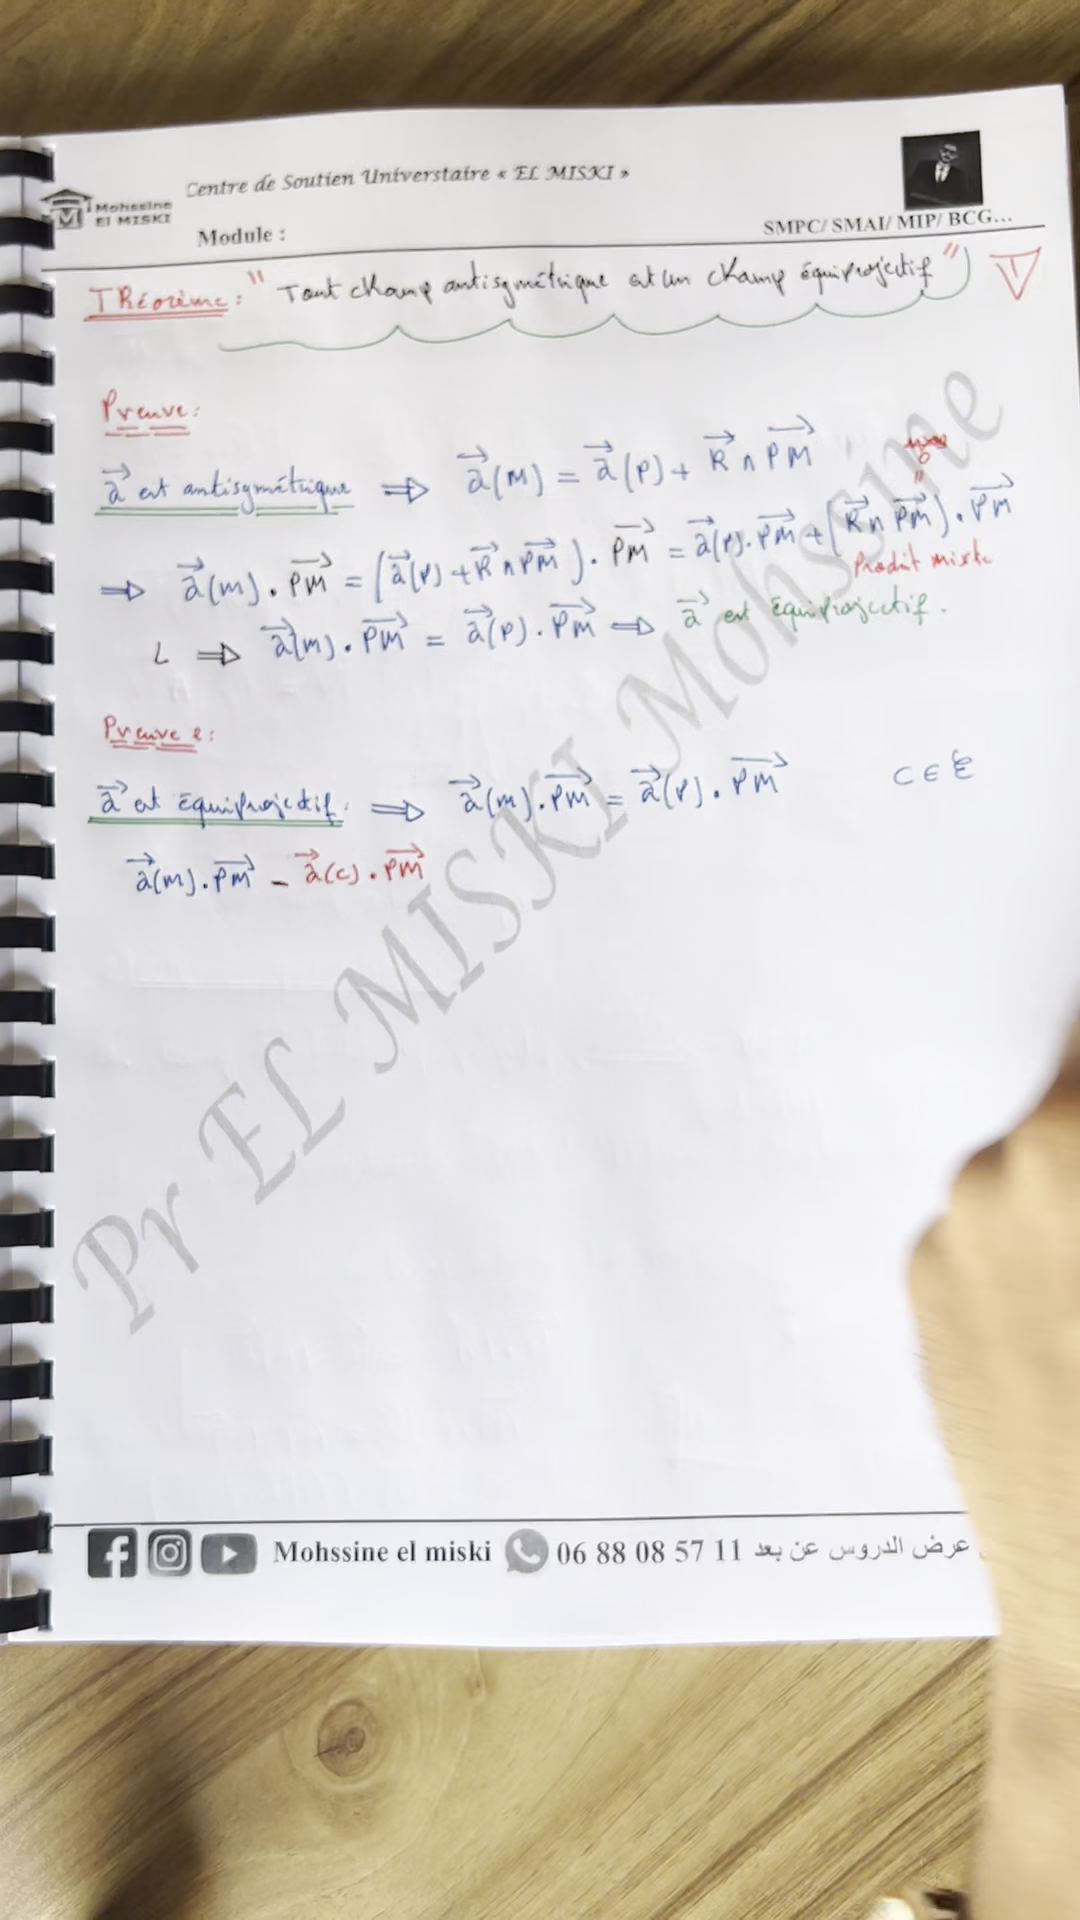 Centre de Soutien Universtaire « EL MISKI »
Mohssine
El MISKI
Module :
SMPC/ SMAI/ MIP/ BCG...
Théorème : " Tout champ antisymétrique est un champ équiprojectif "
Preuve :
a⃗ est antisymétrique ⇒ a⃗(M) = a⃗(P) + R⃗ ∧ PM⃗
0
"
⇒ a⃗(M) . PM⃗ = (a⃗(P) + R⃗ ∧ PM⃗) . PM⃗ = a⃗(P) . PM⃗ + (R⃗ ∧ PM⃗) . PM⃗
Produit mixte
⇒ a⃗(M) . PM⃗ = a⃗(P) . PM⃗ ⇒ a⃗ est équiprojectif .
Preuve 2 :
a⃗ est équiprojectif : ⇒ a⃗(M) . PM⃗ = a⃗(P) . PM⃗ C ∈ ℰ
a⃗(M) . PM⃗ - a⃗(C) . PM⃗
Pr EL MISKI Mohssine
Mohssine el miski 06 88 08 57 11 عرض الدروس عن بعد